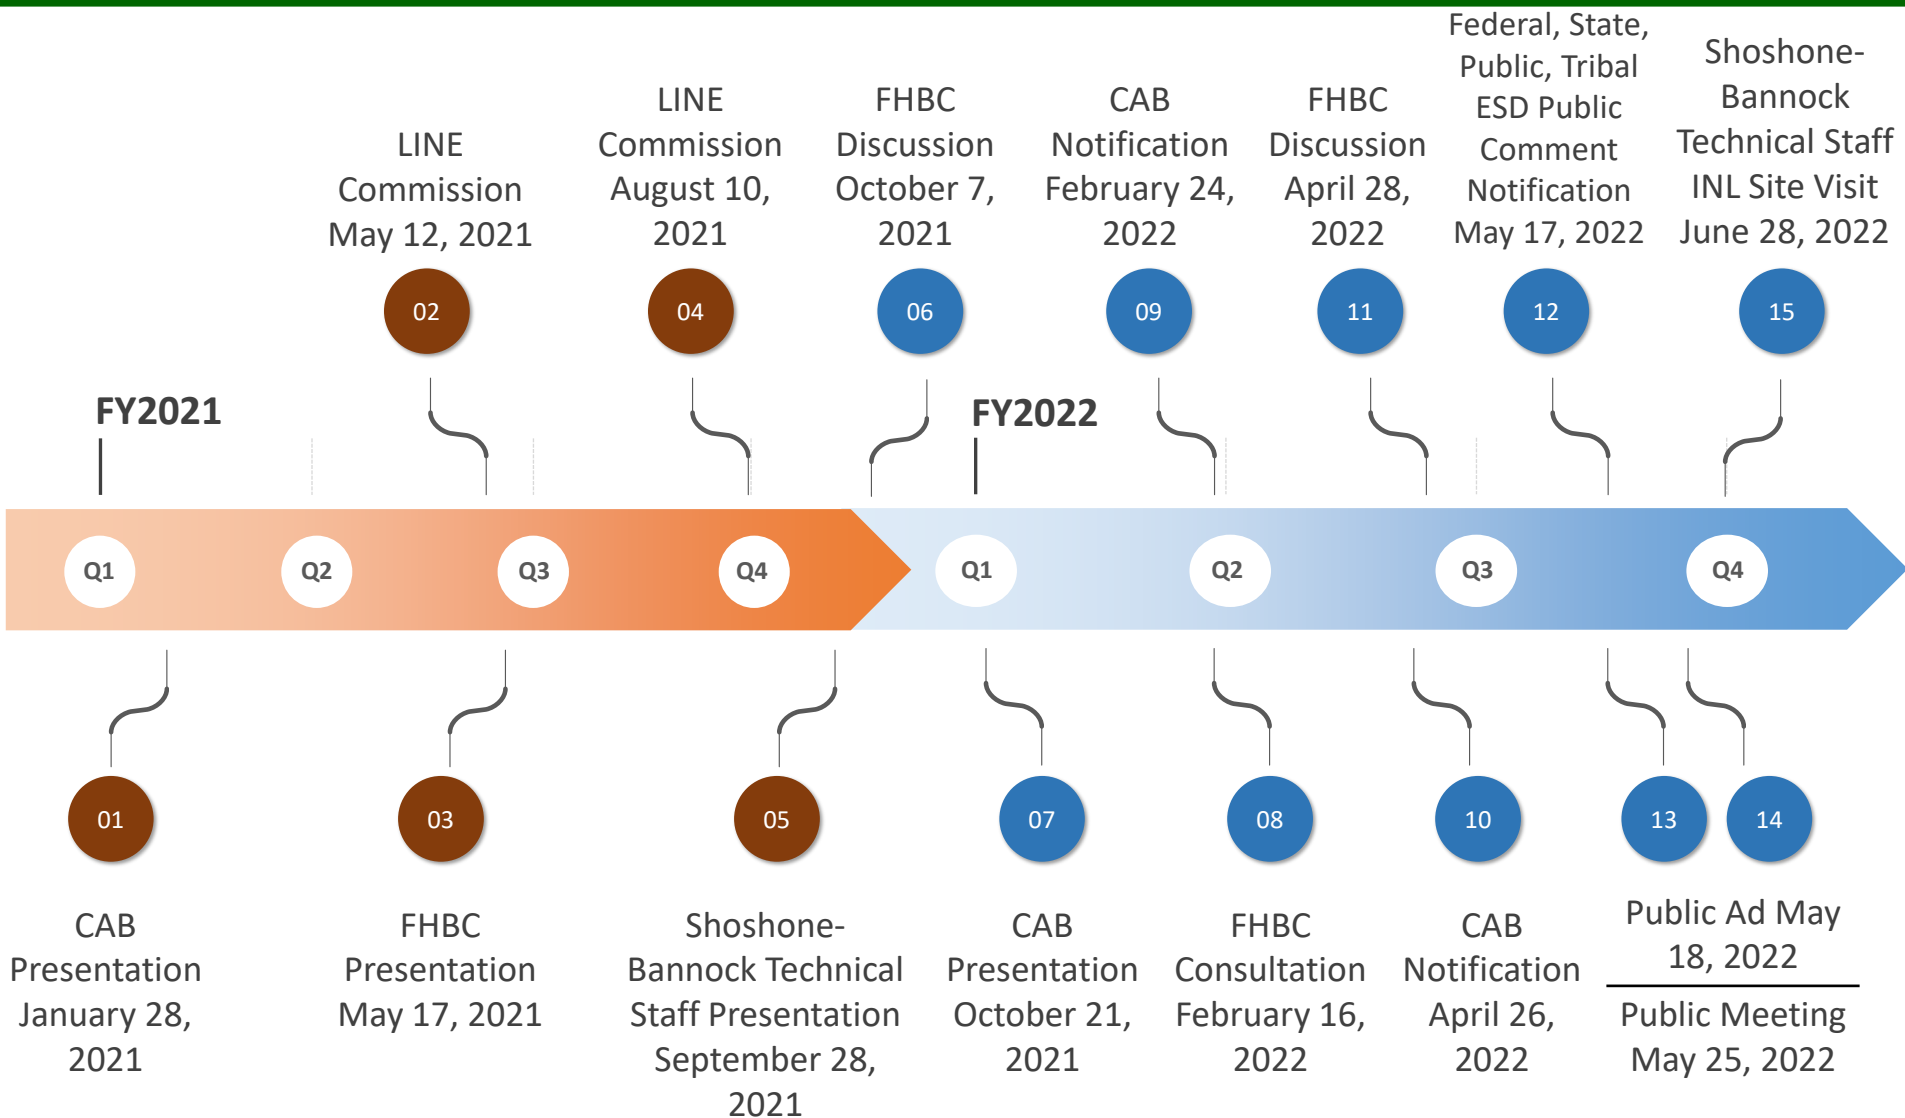 LINE
Commission
May 12, 2021
LINE
Commission
August 10,
2021
FHBC
Discussion
October 7,
2021
CAB
Notification
February 24,
2022
FHBC
Discussion
April 28,
2022
Federal, State,
Public, Tribal
ESD Public
Comment
Notification
May 17, 2022
Shoshone-
Bannock
Technical Staff
INL Site Visit
June 28, 2022
02
04
06
09
11
12
15
FY2021
FY2022
Q1
Q2
Q3
Q4
Q1
Q2
Q3
Q4
01
03
05
07
08
10
13
14
CAB
Presentation
January 28,
2021
FHBC
Presentation
May 17, 2021
Shoshone-
Bannock Technical
Staff Presentation
September 28,
2021
CAB
Presentation
October 21,
2021
FHBC
Consultation
February 16,
2022
CAB
Notification
April 26,
2022
Public Ad May
18, 2022
Public Meeting
May 25, 2022